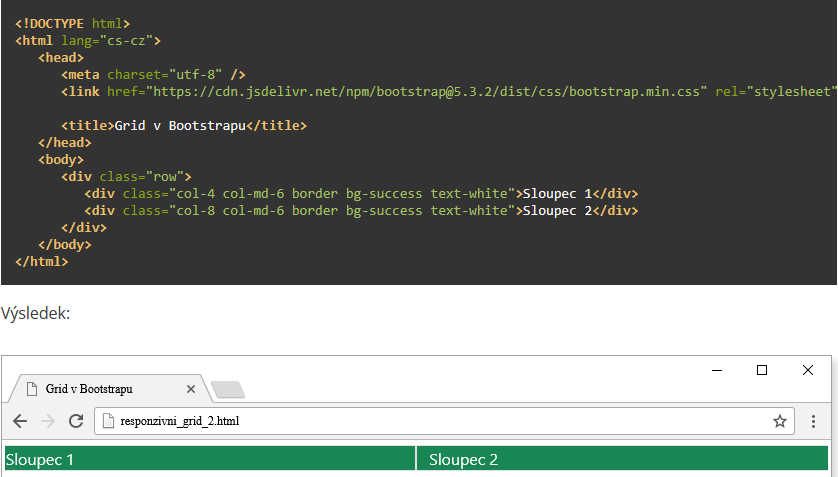 <!DOCTYPE html>
<html lang="cs-cz">
<head>
<meta charset="utf-8" />
<link href="https://cdn.jsdelivr.net/npm/bootstrap@5.3.2/dist/css/bootstrap.min.css" rel="stylesheet"
<title>Grid v Bootstrapu</title>
</head>
<body>
<div class="row">
<div class="col-4 col-md-6 border bg-success text-white">Sloupec 1</div>
<div class="col-8 col-md-6 border bg-success text-white">Sloupec 2</div>
</div>
</body>
</html>
Výsledek:
Grid v Bootstrapu
responzivni_grid_2.html
Sloupec 1 Sloupec 2